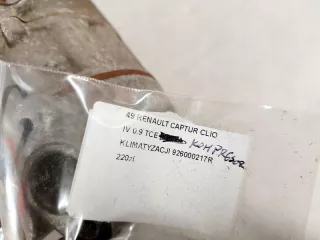 49 RENAULT CAPTUR CLIO
IV 0.9 TCE KOMPRESOR
KLIMATYZACJI 926000217R
220zł